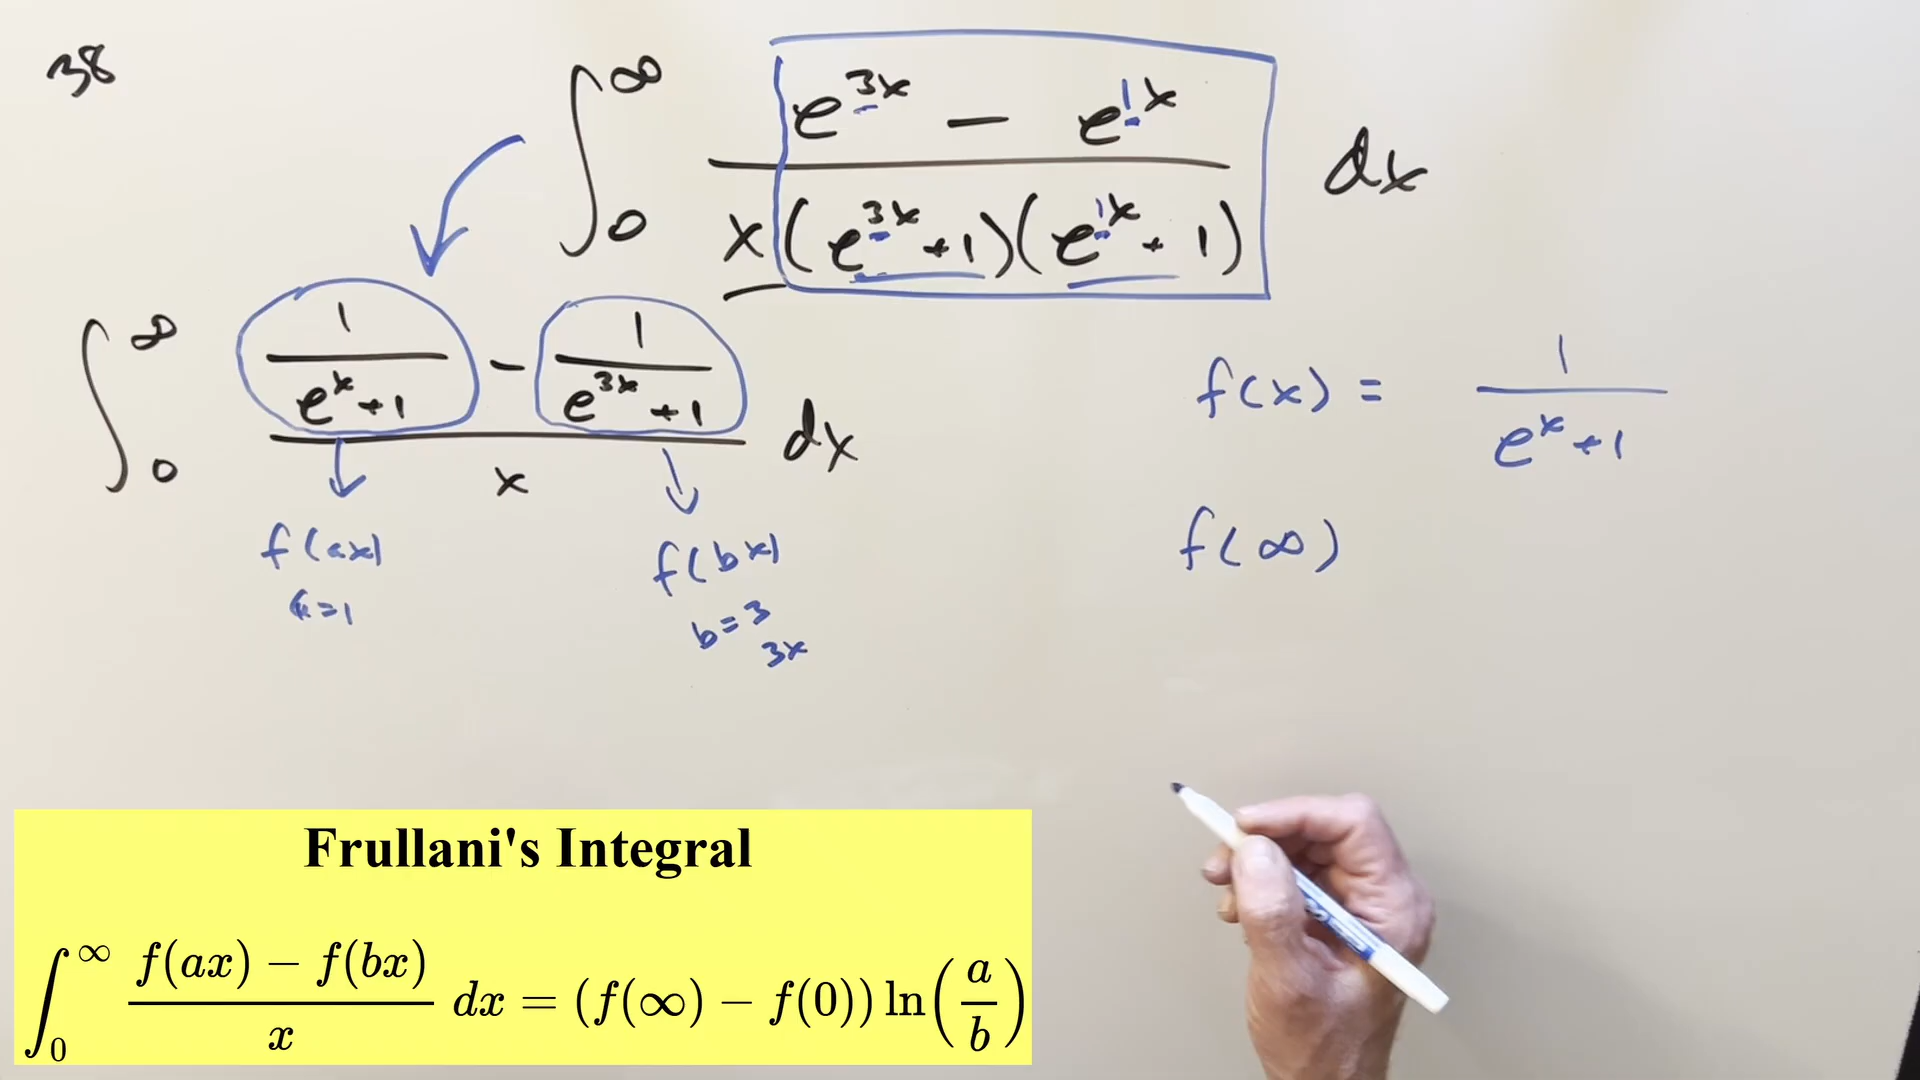 38
∫₀^∞ (e^{3x} - e^{1x}) / (x(e^{3x}+1)(e^{1x}+1)) dx
∫₀^∞ (1/(e^x+1) - 1/(e^{3x}+1)) / x dx
f(ax)
a=1
f(bx)
b=3
3x
f(x) = 1/(e^x+1)
f(∞)
Frullani's Integral
∫₀^∞ (f(ax) − f(bx))/x dx = (f(∞) − f(0)) ln(a/b)